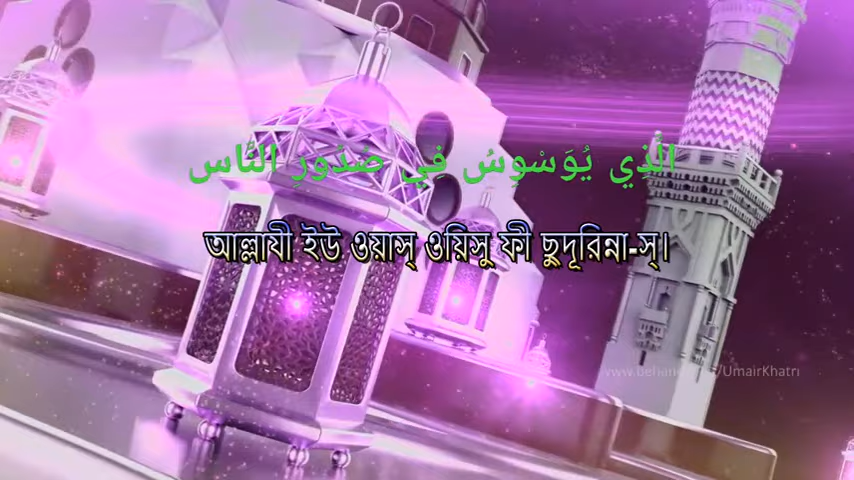 الَّذِي يُوَسْوِسُ فِي صُدُورِ النَّاسِ
আল্লাযী ইউ ওয়াস্ ওয়িসু ফী ছুদূরিন্না-স্।